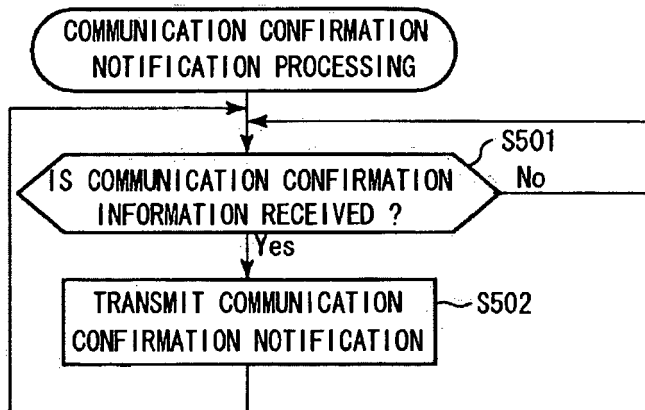 COMMUNICATION CONFIRMATION
NOTIFICATION PROCESSING
S501
IS COMMUNICATION CONFIRMATION
INFORMATION RECEIVED ?
No
Yes
TRANSMIT COMMUNICATION
CONFIRMATION NOTIFICATION
S502